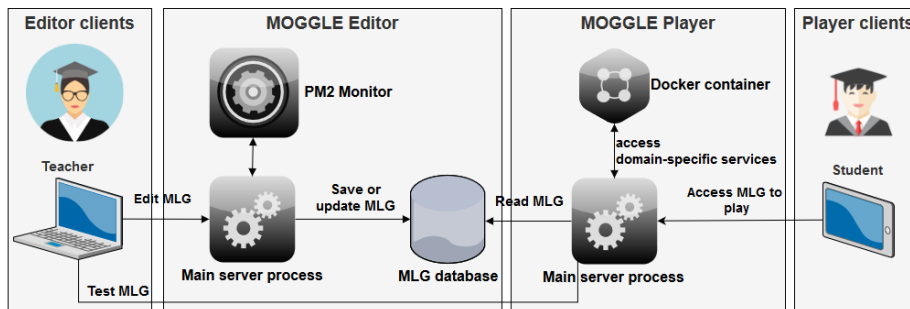 Editor clients
MOGGLE Editor
MOGGLE Player
Player clients
PM2 Monitor
Docker container
access
domain-specific services
Teacher
Student
Edit MLG
Save or
update MLG
Read MLG
Access MLG to
play
Main server process
MLG database
Main server process
Test MLG